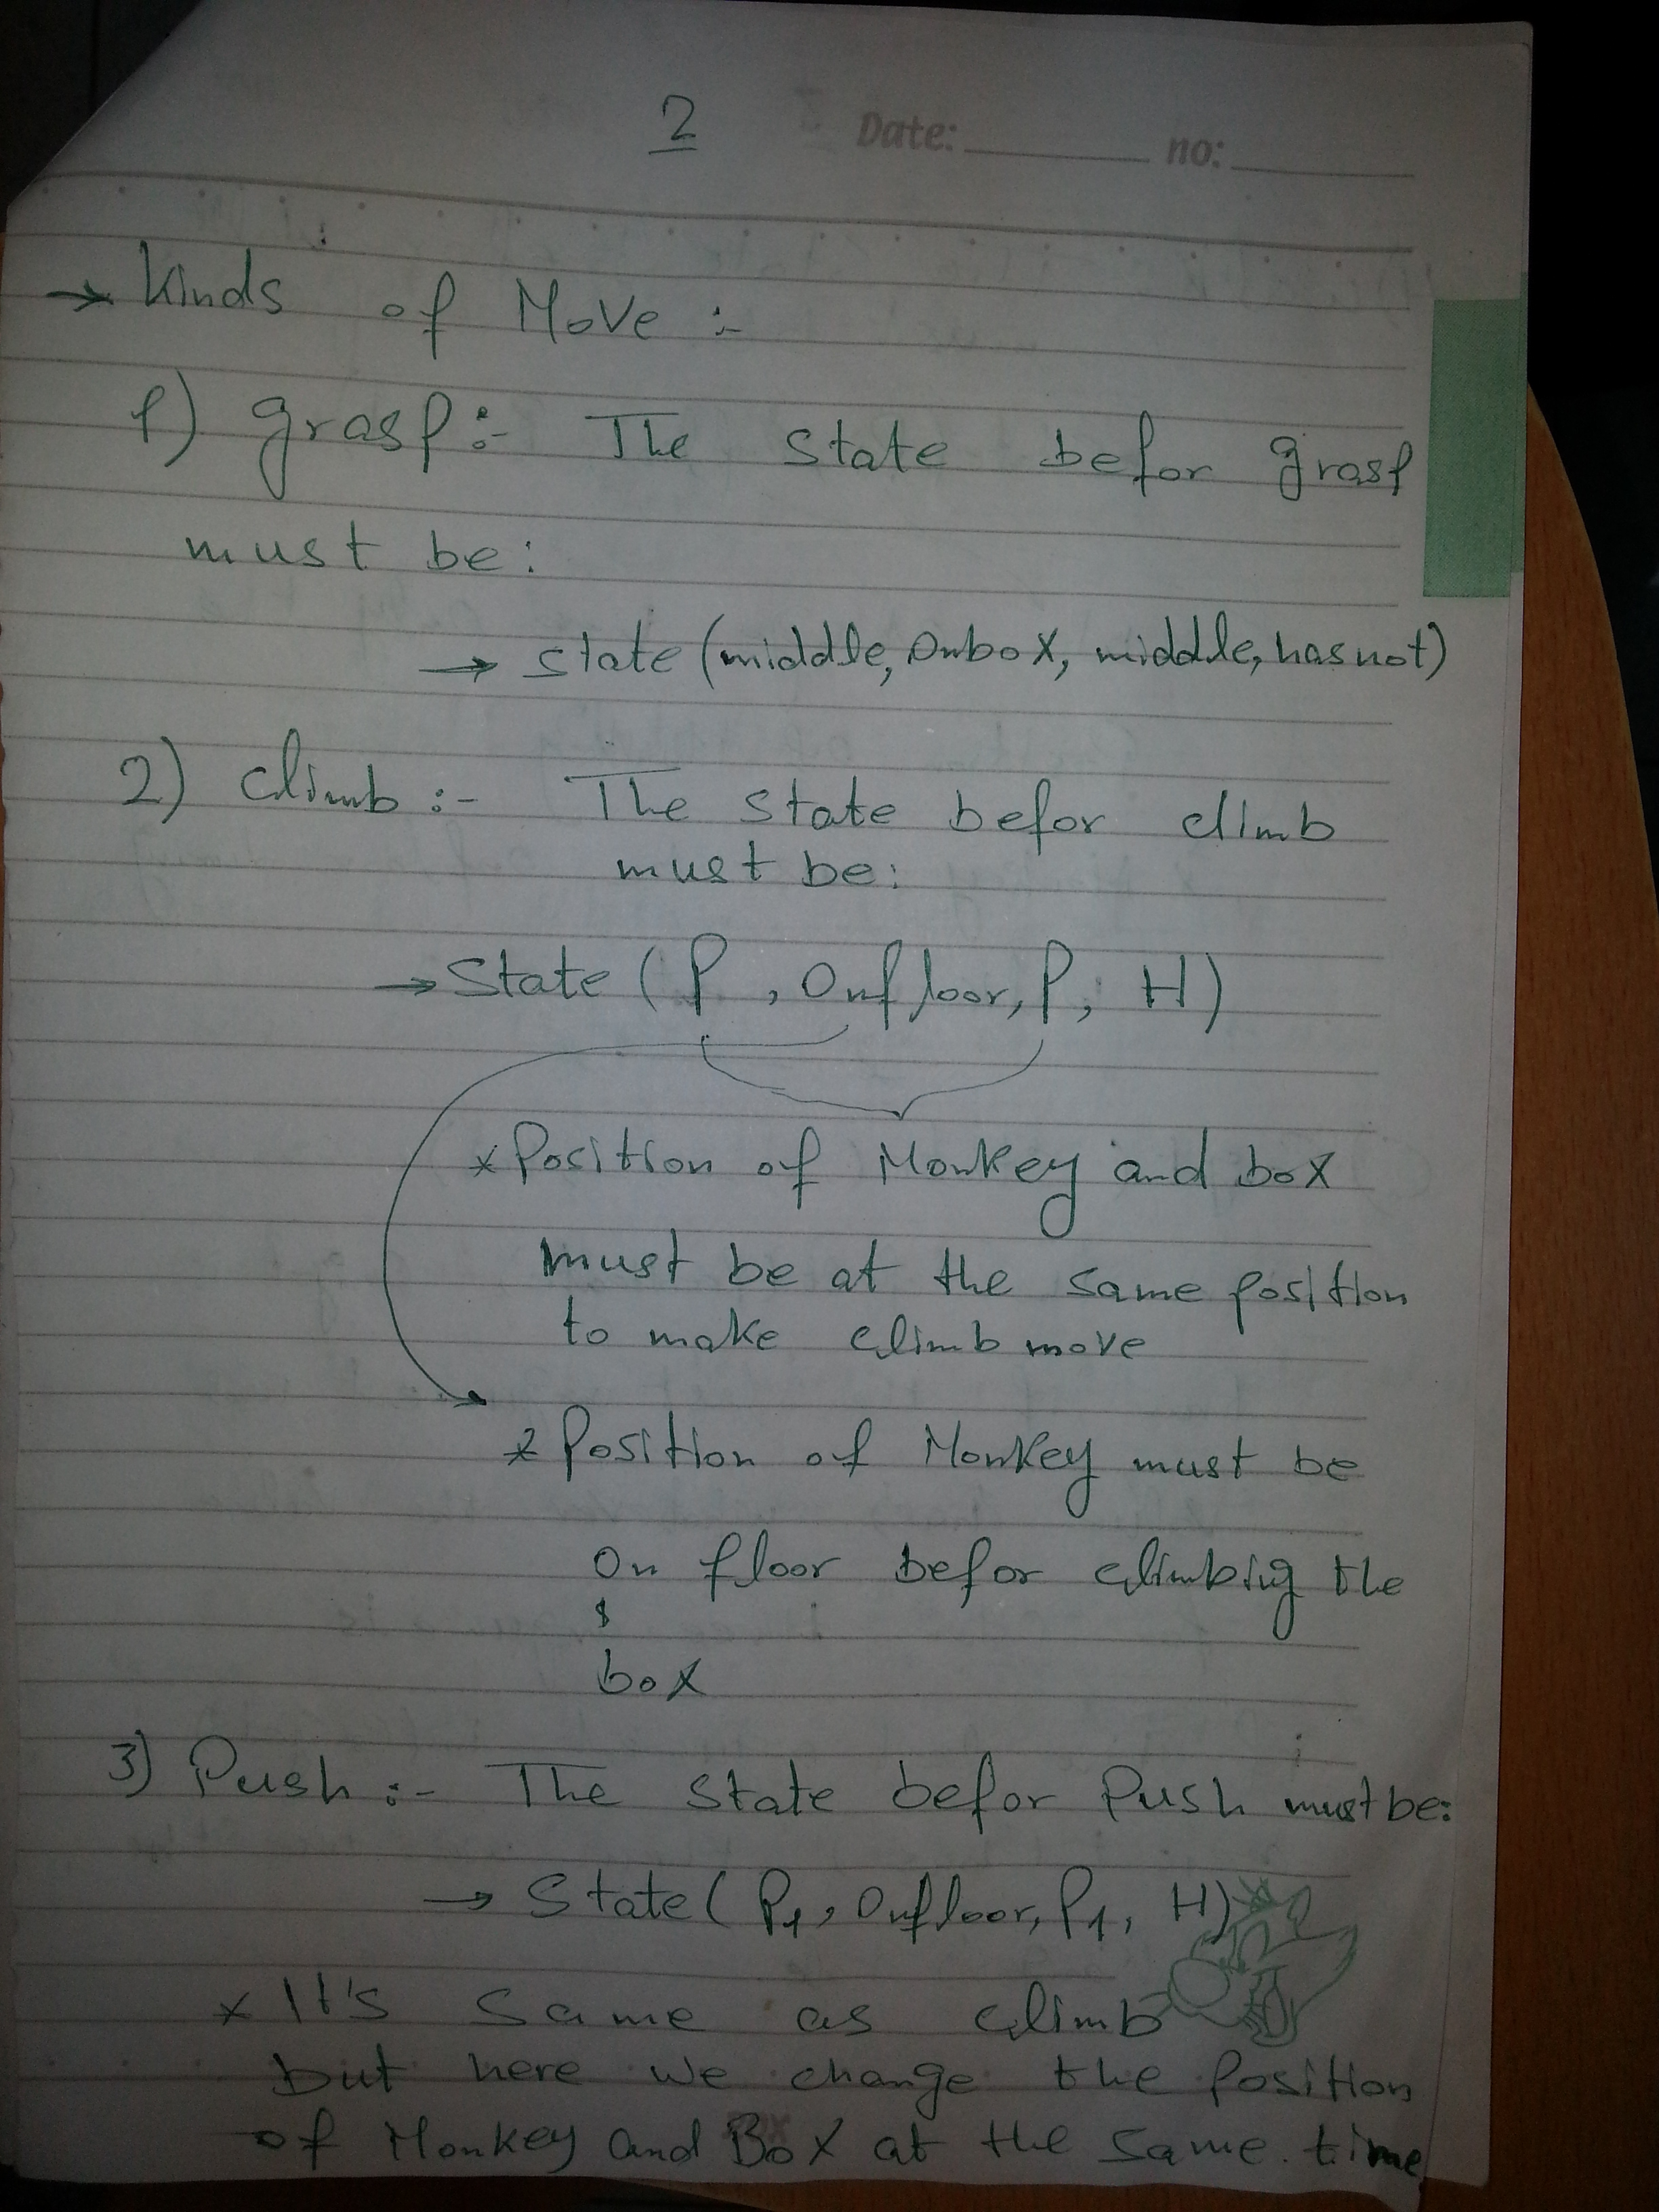 2
Date: no:
→ Kinds of Move :-
1) grasp :- The state befor grasp
must be:
→ state (middle, Onbox, middle, has not)
2) climb :- The state befor climb
must be:
→ State ( P , Onfloor, P, H)
* Position of Monkey and box
must be at the same position
to make climb move
* Position of Monkey must be
On floor befor climbing the
box
3) Push :- The state befor Push must be:
→ State ( P1, Onfloor, P1, H)
* It's same as climb
but here we change the position
of Monkey and Box at the same time